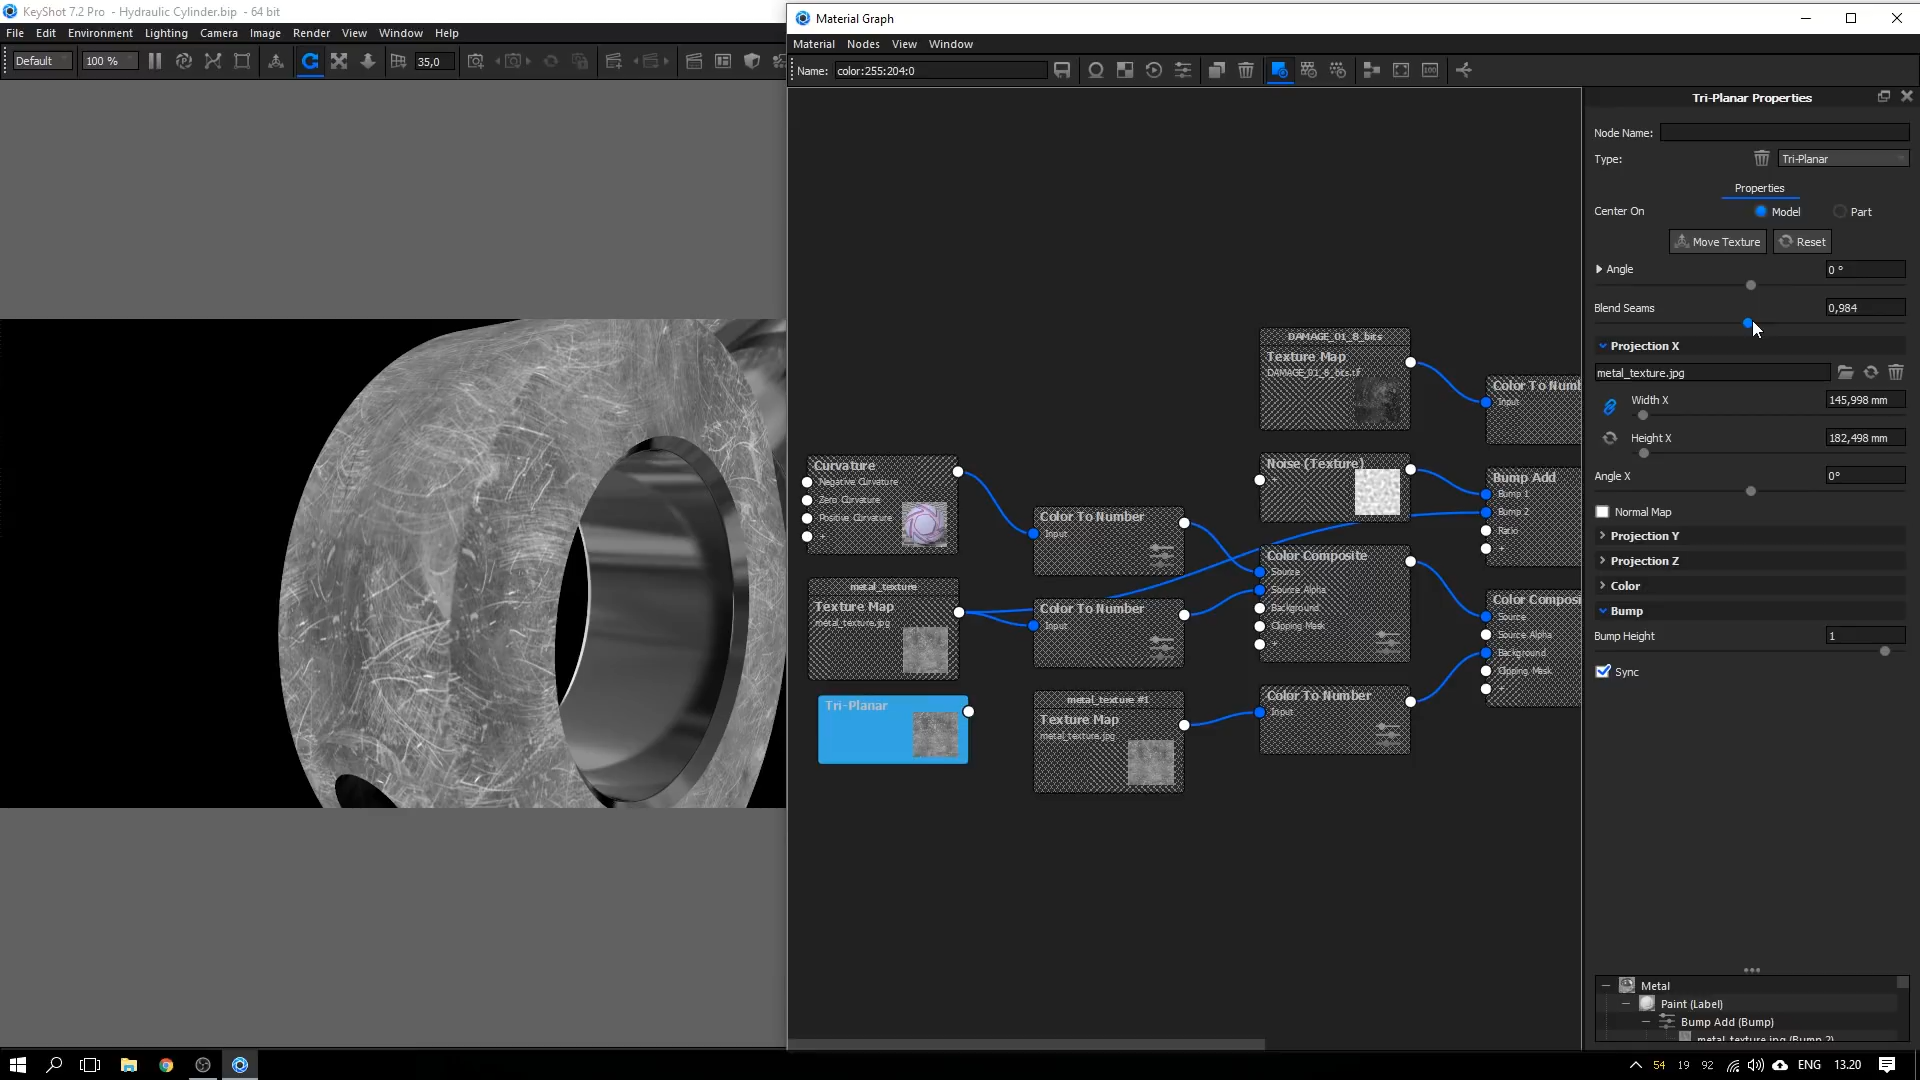 KeyShot 7.2 Pro - Hydraulic Cylinder.bip - 64 bit
File Edit Environment Lighting Camera Image Render View Window Help
Default 100 % 35,0
Material Graph
Material Nodes View Window
Name: color:255:204:0
100
Curvature
Negative Curvature
Zero Curvature
Positive Curvature
+
metal_texture
Texture Map
metal_texture.jpg
Tri-Planar
Color To Number
Input
Color To Number
Input
metal_texture #1
Texture Map
metal_texture.jpg
DAMAGE_01_8_bits
Texture Map
DAMAGE_01_8_bits.tif
Noise (Texture)
+
Color Composite
Source
Source Alpha
Background
Clipping Mask
+
Color To Number
Input
Color To Numb
Input
Bump Add
Bump 1
Bump 2
Ratio
+
Color Composi
Source
Source Alpha
Background
Clipping Mask
+
Tri-Planar Properties
Node Name:
Type: Tri-Planar
Properties
Center On Model Part
Move Texture Reset
Angle 0 °
Blend Seams 0,984
Projection X
metal_texture.jpg
Width X 145,998 mm
Height X 182,498 mm
Angle X 0°
Normal Map
Projection Y
Projection Z
Color
Bump
Bump Height 1
Sync
Metal
Paint (Label)
Bump Add (Bump)
metal_texture.jpg (Bump 2)
54 19 92 ENG 13.20